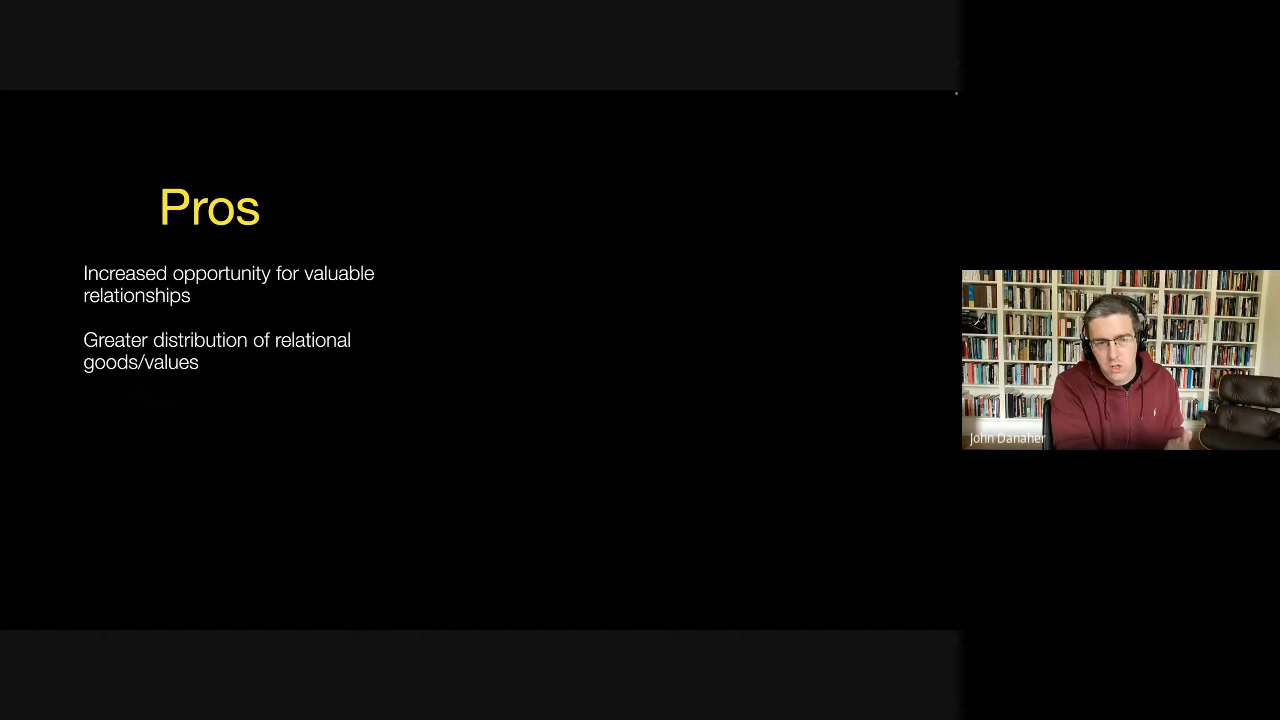 Pros
Increased opportunity for valuable
relationships
Greater distribution of relational
goods/values
John Danaher